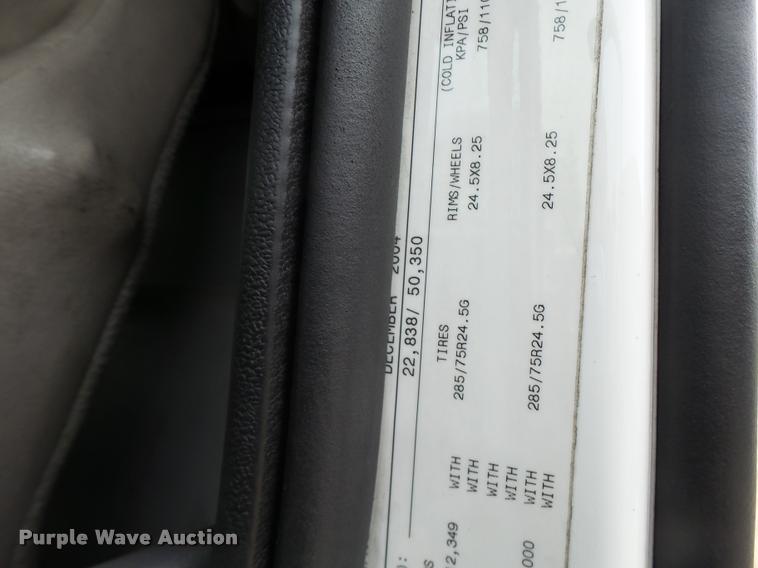 DECEMBER 2004
22,838/ 50,350
TIRES RIMS/WHEELS (COLD INFLATI
KPA/PSI
285/75R24.5G 24.5X8.25 758/110
WITH
WITH
WITH
WITH
285/75R24.5G 24.5X8.25 758/1
WITH
WITH
2,349
000
Purple Wave Auction